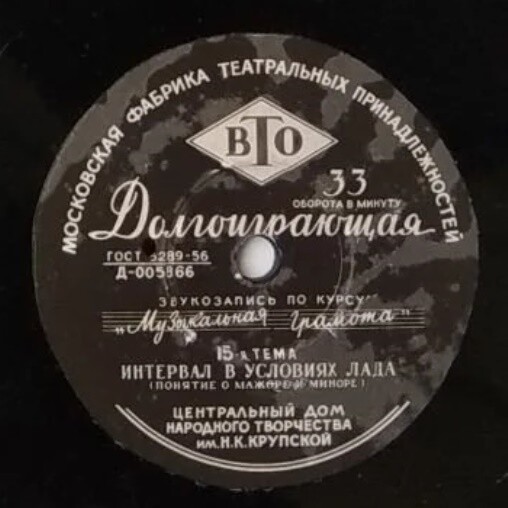 МОСКОВСКАЯ ФАБРИКА ТЕАТРАЛЬНЫХ ПРИНАДЛЕЖНОСТЕЙ
ВТО
33
ОБОРОТА В МИНУТУ
Долгоиграющая
ГОСТ 5289-56
Д-005866
ЗВУКОЗАПИСЬ ПО КУРСУ
„Музыкальная грамота"
15-я ТЕМА
ИНТЕРВАЛ В УСЛОВИЯХ ЛАДА
(ПОНЯТИЕ О МАЖОРЕ И МИНОРЕ)
ЦЕНТРАЛЬНЫЙ ДОМ
НАРОДНОГО ТВОРЧЕСТВА
ИМ. Н.К. КРУПСКОЙ